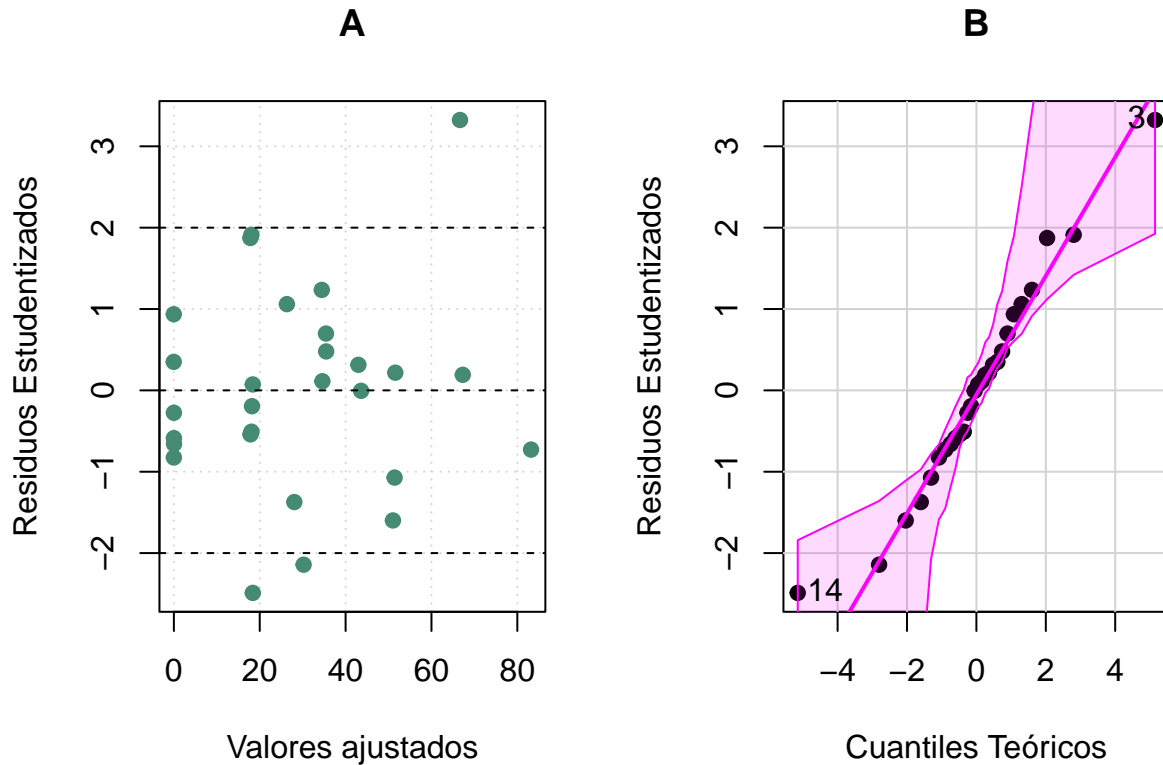 A
Residuos Estudentizados
3
2
1
0
−1
−2
0 20 40 60 80
Valores ajustados
B
Residuos Estudentizados
3
2
1
0
−1
−2
3
14
−4 −2 0 2 4
Cuantiles Teóricos